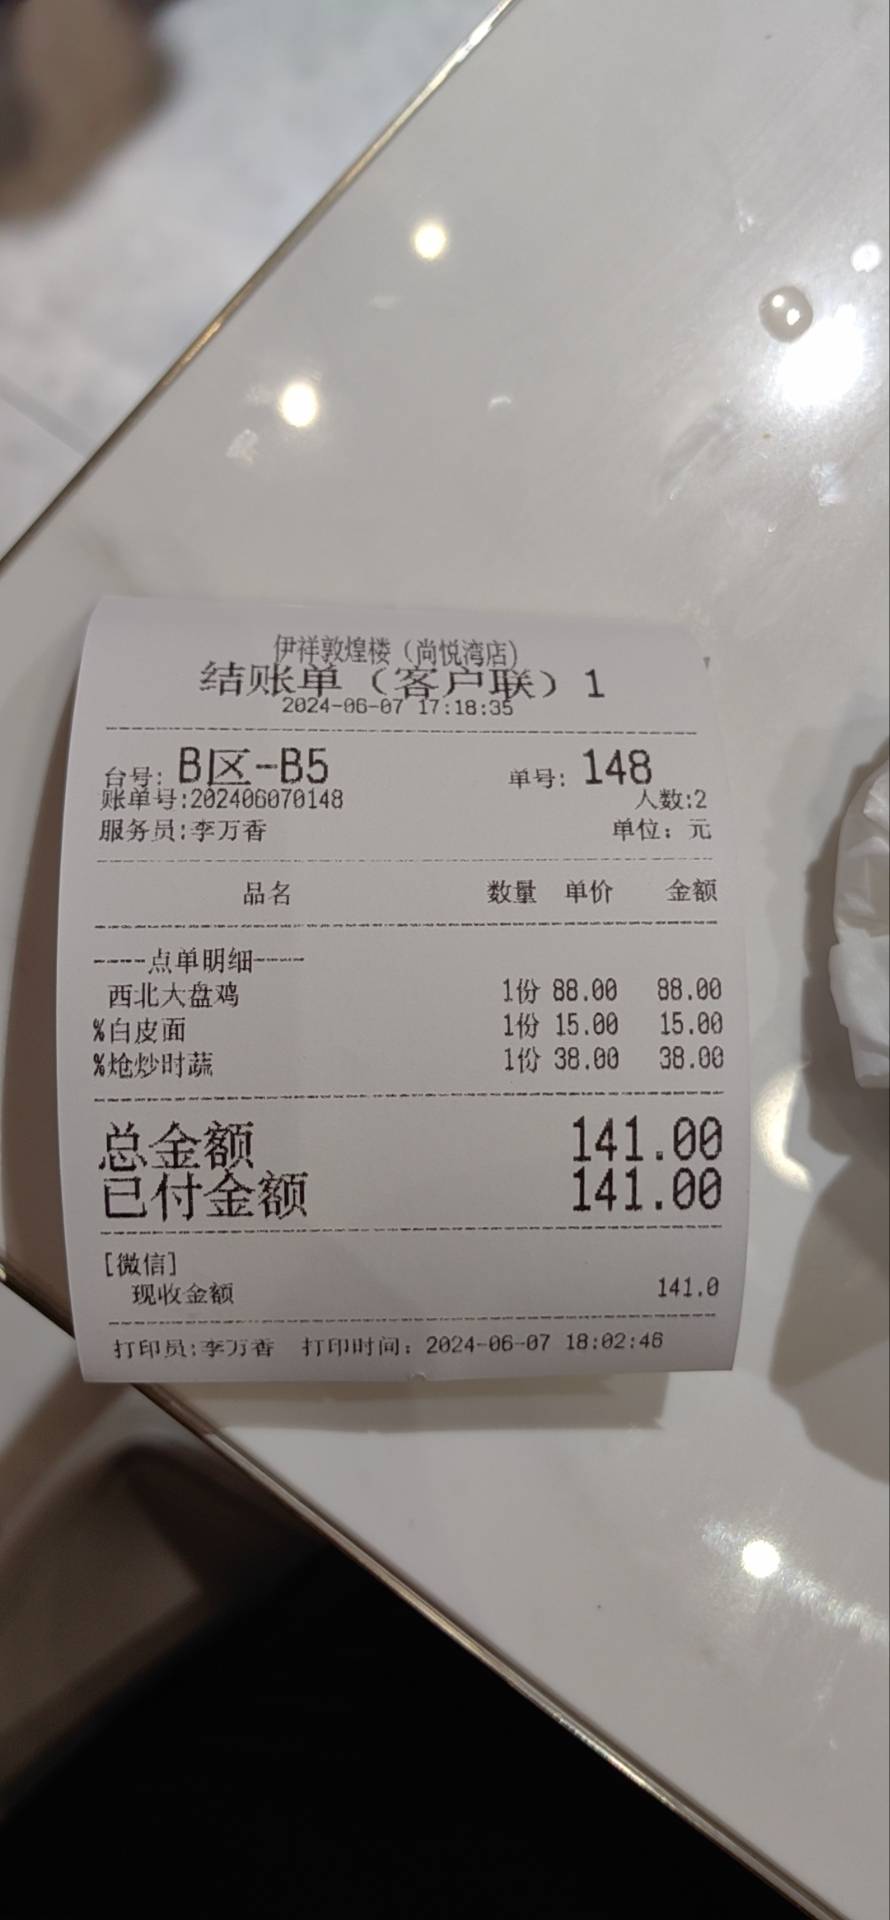 伊祥敦煌楼（尚悦湾店）
结账单（客户联）1
2024-06-07 17:18:35
台号: B区-B5 单号: 148
账单号:202406070148 人数:2
服务员:李万香 单位: 元
品名 数量 单价 金额
----点单明细----
西北大盘鸡 1份 88.00 88.00
%白皮面 1份 15.00 15.00
%炝炒时蔬 1份 38.00 38.00
总金额 141.00
已付金额 141.00
[微信]
现收金额 141.0
打印员:李万香 打印时间: 2024-06-07 18:02:46